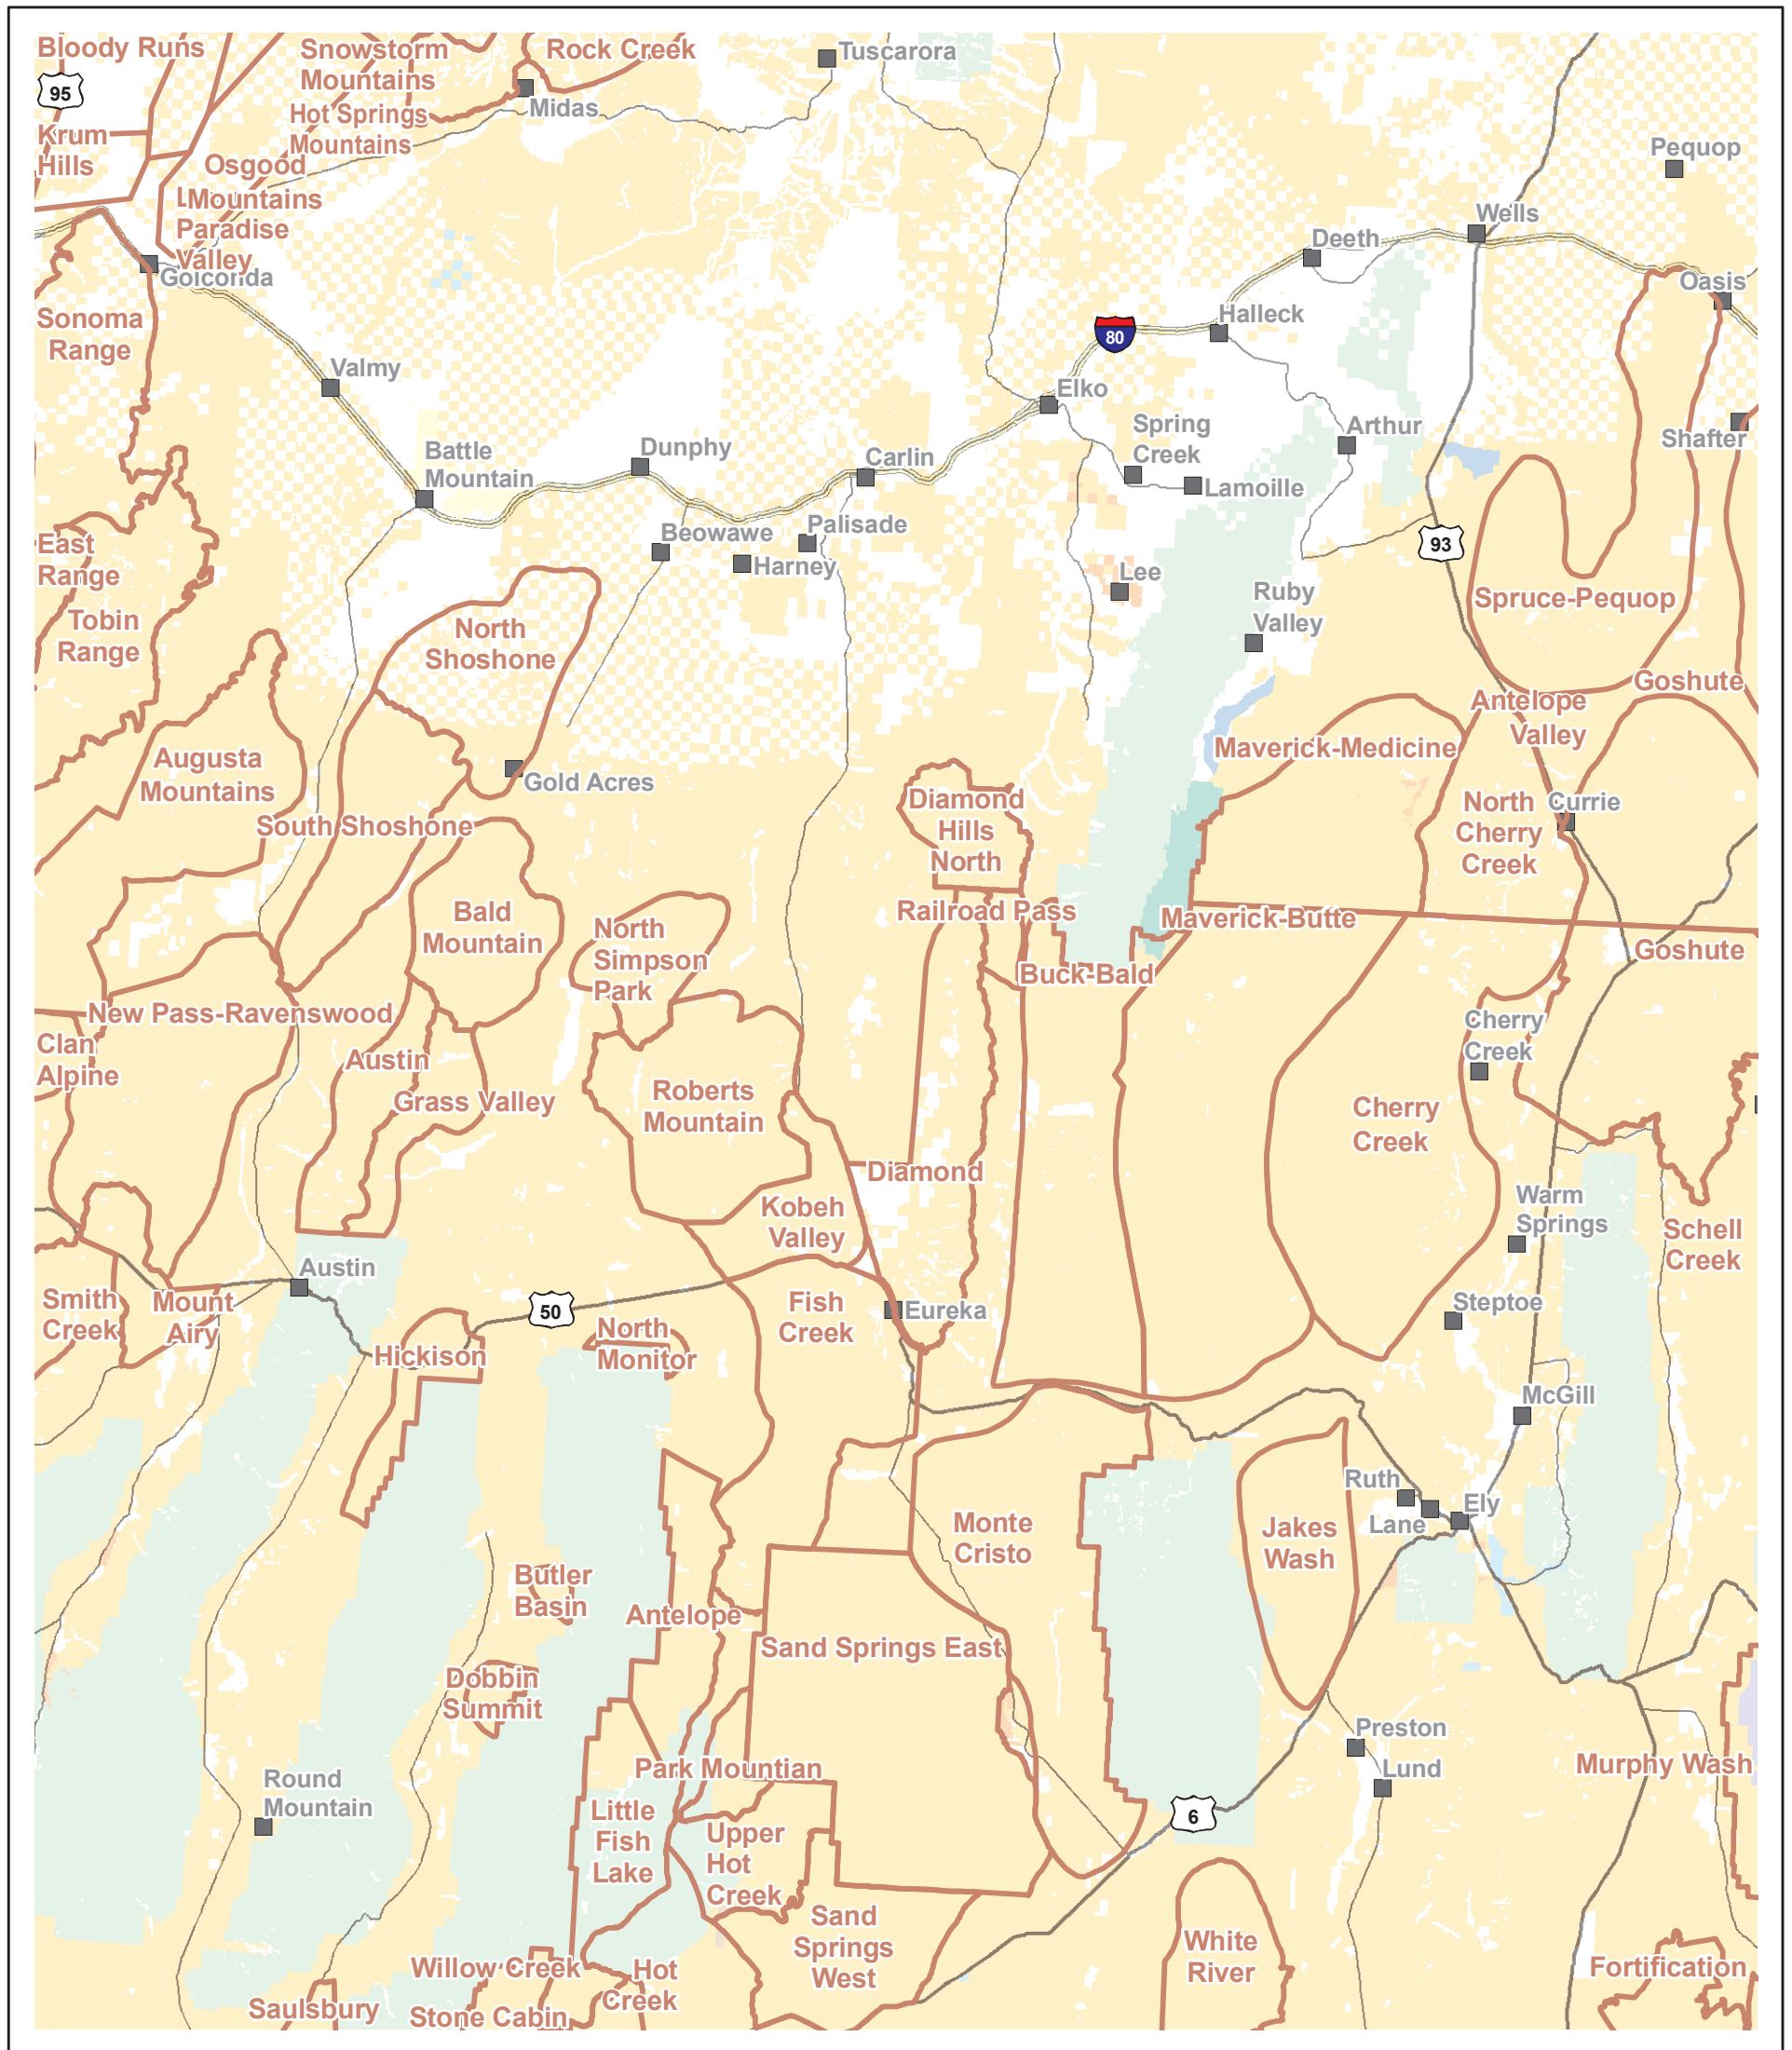 Bloody Runs
Snowstorm
Mountains
Rock Creek
Tuscarora
95
Midas
Hot Springs
Mountains
Krum
Hills
Osgood
Mountains
Paradise
Valley
Golconda
Pequop
Wells
Deeth
Oasis
Sonoma
Range
Halleck
80
Valmy
Elko
Spring
Creek
Arthur
Shafter
Battle
Mountain
Dunphy
Carlin
Lamoille
East
Range
Beowawe
Palisade
Harney
93
Lee
Ruby
Valley
Spruce-Pequop
Tobin
Range
North
Shoshone
Goshute
Antelope
Valley
Augusta
Mountains
Gold Acres
Maverick-Medicine
Diamond
Hills
North
North
Cherry
Creek
Currie
South Shoshone
Bald
Mountain
North
Simpson
Park
Railroad Pass
Maverick-Butte
Goshute
Buck-Bald
New Pass-Ravenswood
Clan
Alpine
Austin
Grass Valley
Roberts
Mountain
Cherry
Creek
Cherry
Creek
Diamond
Kobeh
Valley
Warm
Springs
Schell
Creek
Austin
Smith
Creek
Mount
Airy
50
Fish
Creek
Eureka
Steptoe
Hickison
North
Monitor
McGill
Ruth
Lane
Ely
Monte
Cristo
Jakes
Wash
Butler
Basin
Antelope
Sand Springs East
Dobbin
Summit
Preston
Lund
Murphy Wash
Park Mountian
Round
Mountain
Little
Fish
Lake
Upper
Hot
Creek
6
Sand
Springs
West
White
River
Fortification
Willow Creek
Hot
Creek
Saulsbury
Stone Cabin